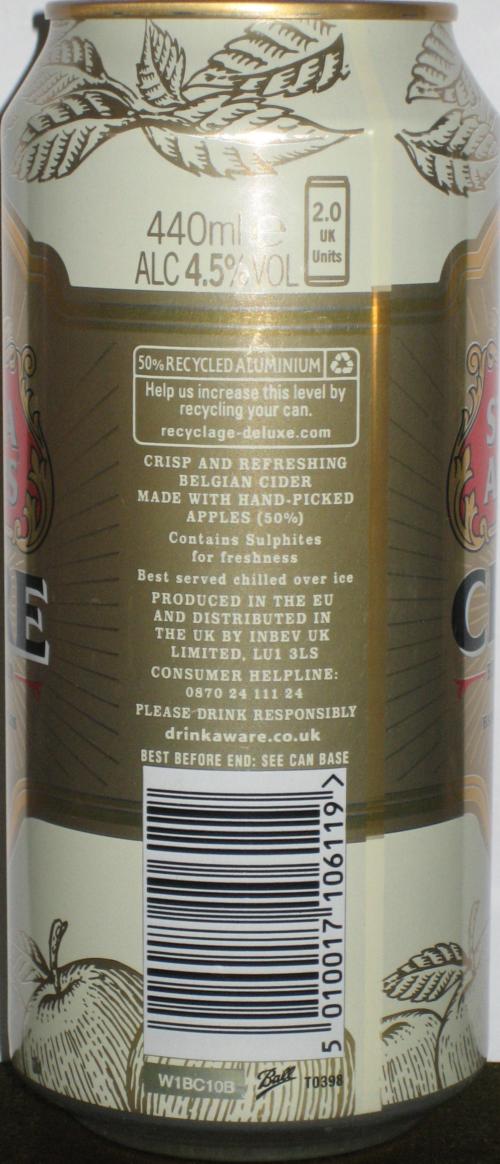 440ml e
ALC 4.5% VOL
2.0
UK
Units
50% RECYCLED ALUMINIUM
Help us increase this level by
recycling your can.
recyclage-deluxe.com
CRISP AND REFRESHING
BELGIAN CIDER
MADE WITH HAND-PICKED
APPLES (50%)
Contains Sulphites
for freshness
Best served chilled over ice
PRODUCED IN THE EU
AND DISTRIBUTED IN
THE UK BY INBEV UK
LIMITED, LU1 3LS
CONSUMER HELPLINE:
0870 24 111 24
PLEASE DRINK RESPONSIBLY
drinkaware.co.uk
BEST BEFORE END: SEE CAN BASE
5 010017 106119 >
W1BC10B
Ball
T0398
E
C